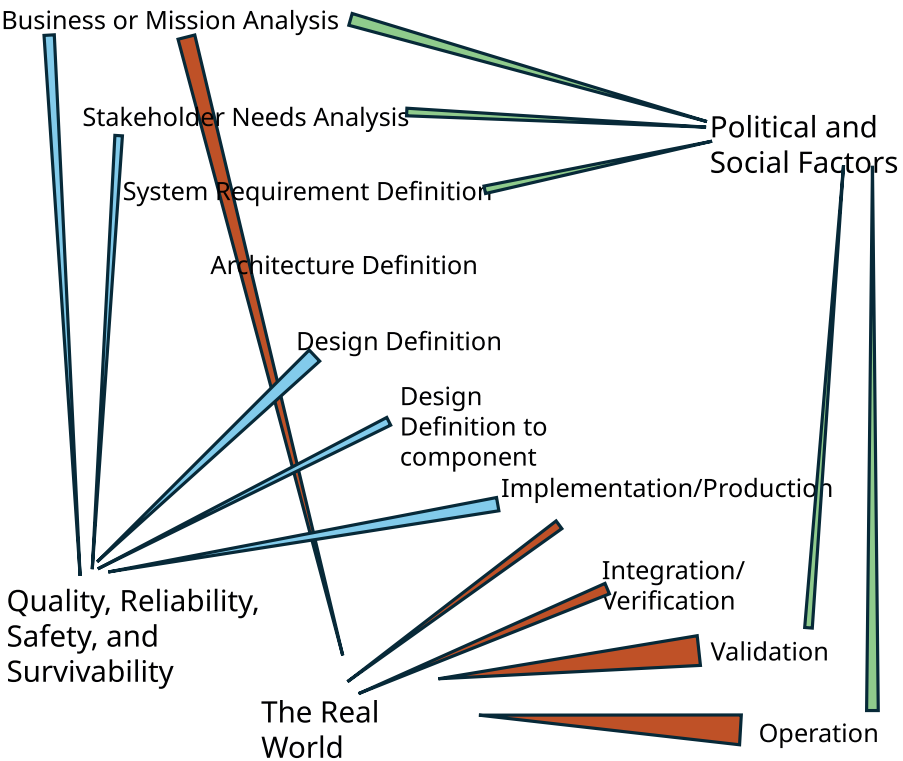 Business or Mission Analysis
Stakeholder Needs Analysis
Political and
Social Factors
System Requirement Definition
Architecture Definition
Design Definition
Design
Definition to
component
Implementation/Production
Integration/
Verification
Quality, Reliability,
Safety, and
Survivability
Validation
The Real
World
Operation